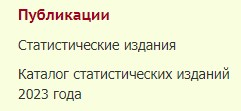 Публикации
Статистические издания
Каталог статистических изданий
2023 года